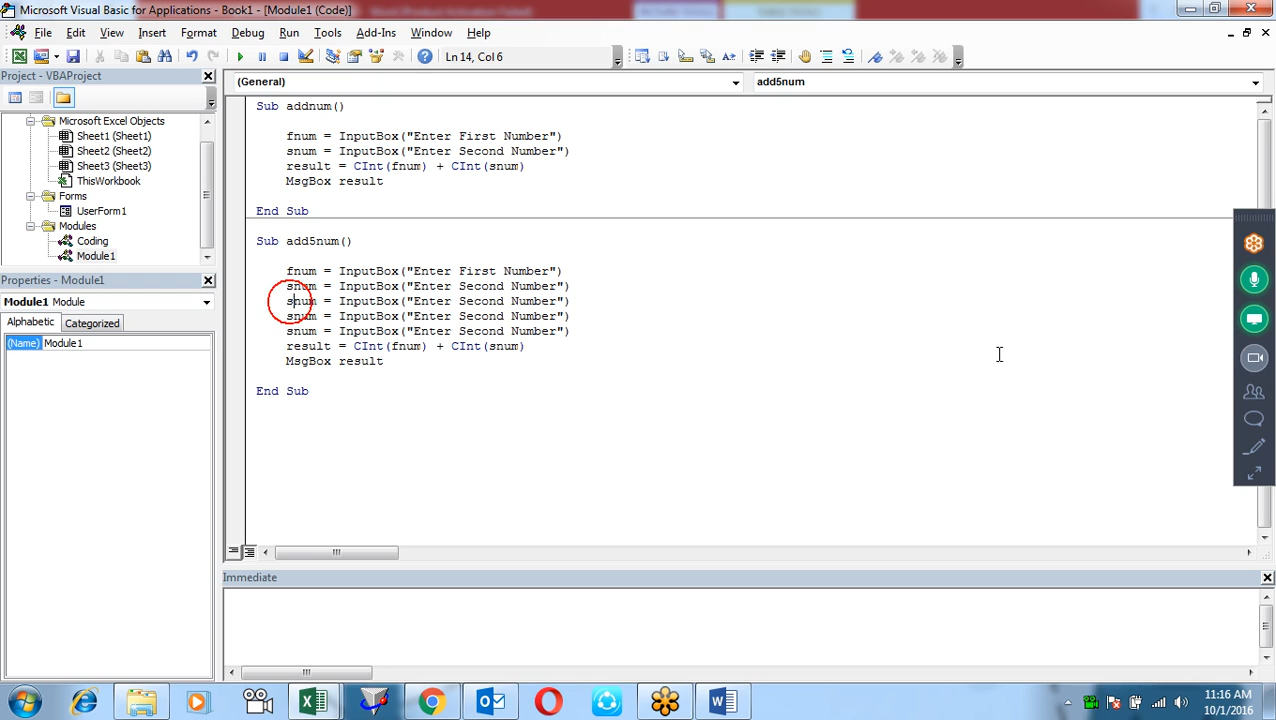 Microsoft Visual Basic for Applications - Book1 - [Module1 (Code)]
File Edit View Insert Format Debug Run Tools Add-Ins Window Help
Ln 14, Col 6
Project - VBAProject
(General)
add5num
Microsoft Excel Objects
Sheet1 (Sheet1)
Sheet2 (Sheet2)
Sheet3 (Sheet3)
ThisWorkbook
Forms
UserForm1
Modules
Coding
Module1
Properties - Module1
Module1 Module
Alphabetic Categorized
(Name) Module1
Sub addnum()
fnum = InputBox("Enter First Number")
snum = InputBox("Enter Second Number")
result = CInt(fnum) + CInt(snum)
MsgBox result
End Sub
Sub add5num()
fnum = InputBox("Enter First Number")
snum = InputBox("Enter Second Number")
snum = InputBox("Enter Second Number")
snum = InputBox("Enter Second Number")
snum = InputBox("Enter Second Number")
result = CInt(fnum) + CInt(snum)
MsgBox result
End Sub
Immediate
11:16 AM
10/1/2016